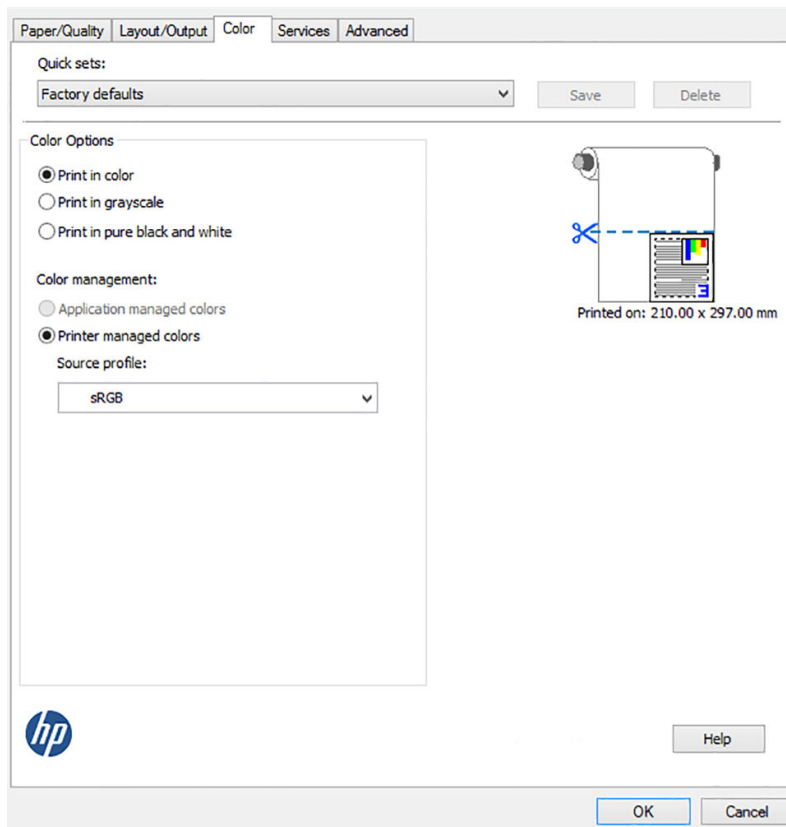 Paper/Quality Layout/Output Color Services Advanced
Quick sets:
Factory defaults Save Delete
Color Options
Print in color
Print in grayscale
Print in pure black and white
Color management:
Application managed colors
Printer managed colors
Source profile:
sRGB
Printed on: 210.00 x 297.00 mm
hp
Help
OK Cancel